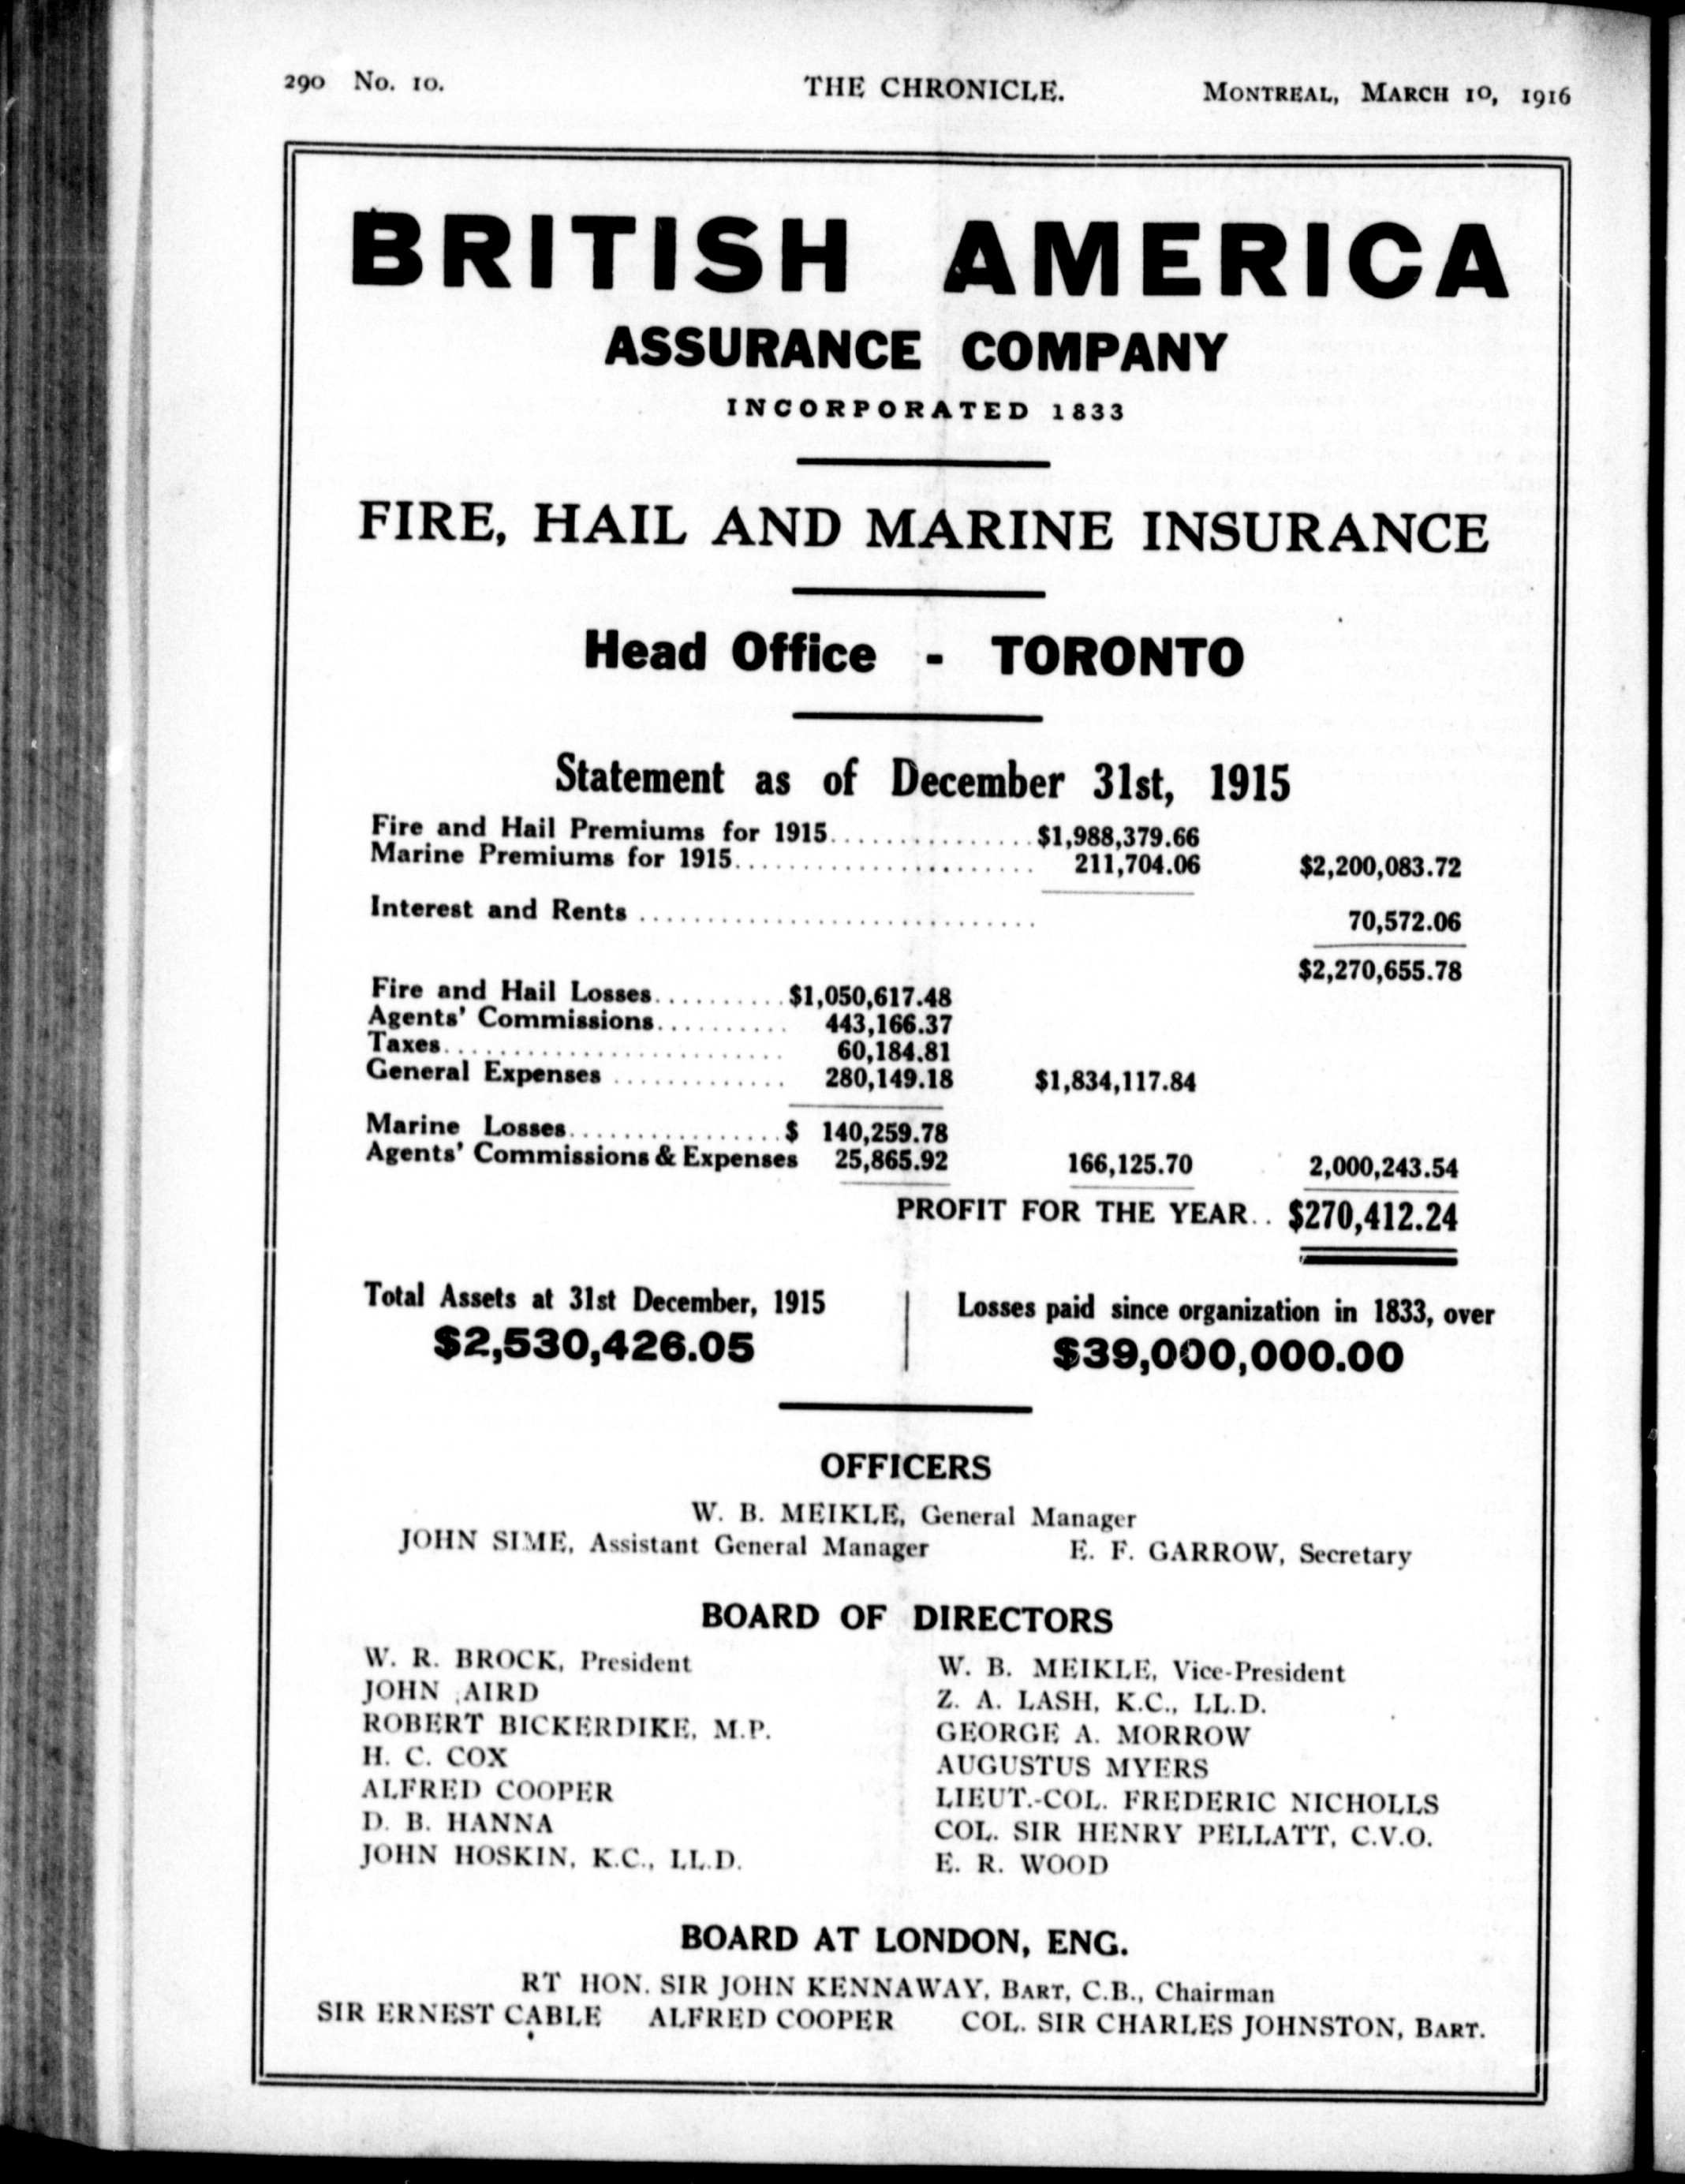 290 No. 10. THE CHRONICLE. MONTREAL, MARCH 10, 1916
BRITISH AMERICA
ASSURANCE COMPANY
INCORPORATED 1833
FIRE, HAIL AND MARINE INSURANCE
Head Office - TORONTO
Statement as of December 31st, 1915
Fire and Hail Premiums for 1915............... $1,988,379.66
Marine Premiums for 1915...................... 211,704.06 $2,200,083.72
Interest and Rents ............................. 70,572.06
$2,270,655.78
Fire and Hail Losses.......... $1,050,617.48
Agents' Commissions.......... 443,166.37
Taxes......................... 60,184.81
General Expenses ............. 280,149.18 $1,834,117.84
Marine Losses................ $ 140,259.78
Agents' Commissions & Expenses 25,865.92 166,125.70 2,000,243.54
PROFIT FOR THE YEAR.. $270,412.24
Total Assets at 31st December, 1915
$2,530,426.05
Losses paid since organization in 1833, over
$39,000,000.00
OFFICERS
W. B. MEIKLE, General Manager
JOHN SIME, Assistant General Manager E. F. GARROW, Secretary
BOARD OF DIRECTORS
W. R. BROCK, President
JOHN AIRD
ROBERT BICKERDIKE, M.P.
H. C. COX
ALFRED COOPER
D. B. HANNA
JOHN HOSKIN, K.C., LL.D.
W. B. MEIKLE, Vice-President
Z. A. LASH, K.C., LL.D.
GEORGE A. MORROW
AUGUSTUS MYERS
LIEUT.-COL. FREDERIC NICHOLLS
COL. SIR HENRY PELLATT, C.V.O.
E. R. WOOD
BOARD AT LONDON, ENG.
RT HON. SIR JOHN KENNAWAY, BART, C.B., Chairman
SIR ERNEST CABLE ALFRED COOPER COL. SIR CHARLES JOHNSTON, BART.